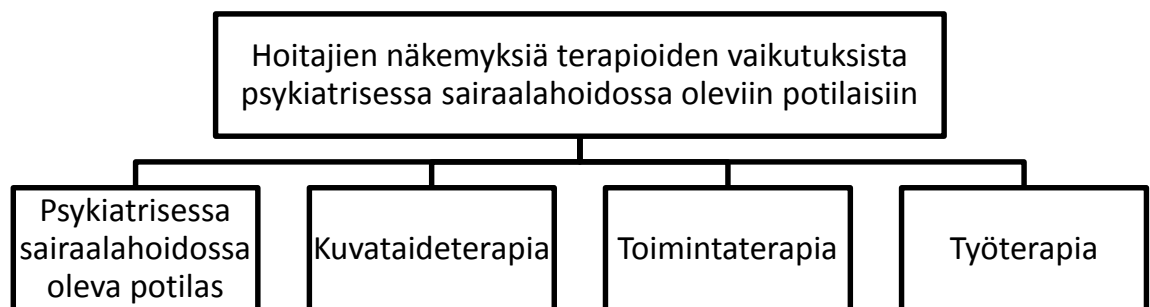 Hoitajien näkemyksiä terapioiden vaikutuksista
psykiatrisessa sairaalahoidossa oleviin potilaisiin
Psykiatrisessa
sairaalahoidossa
oleva potilas
Kuvataideterapia
Toimintaterapia
Työterapia